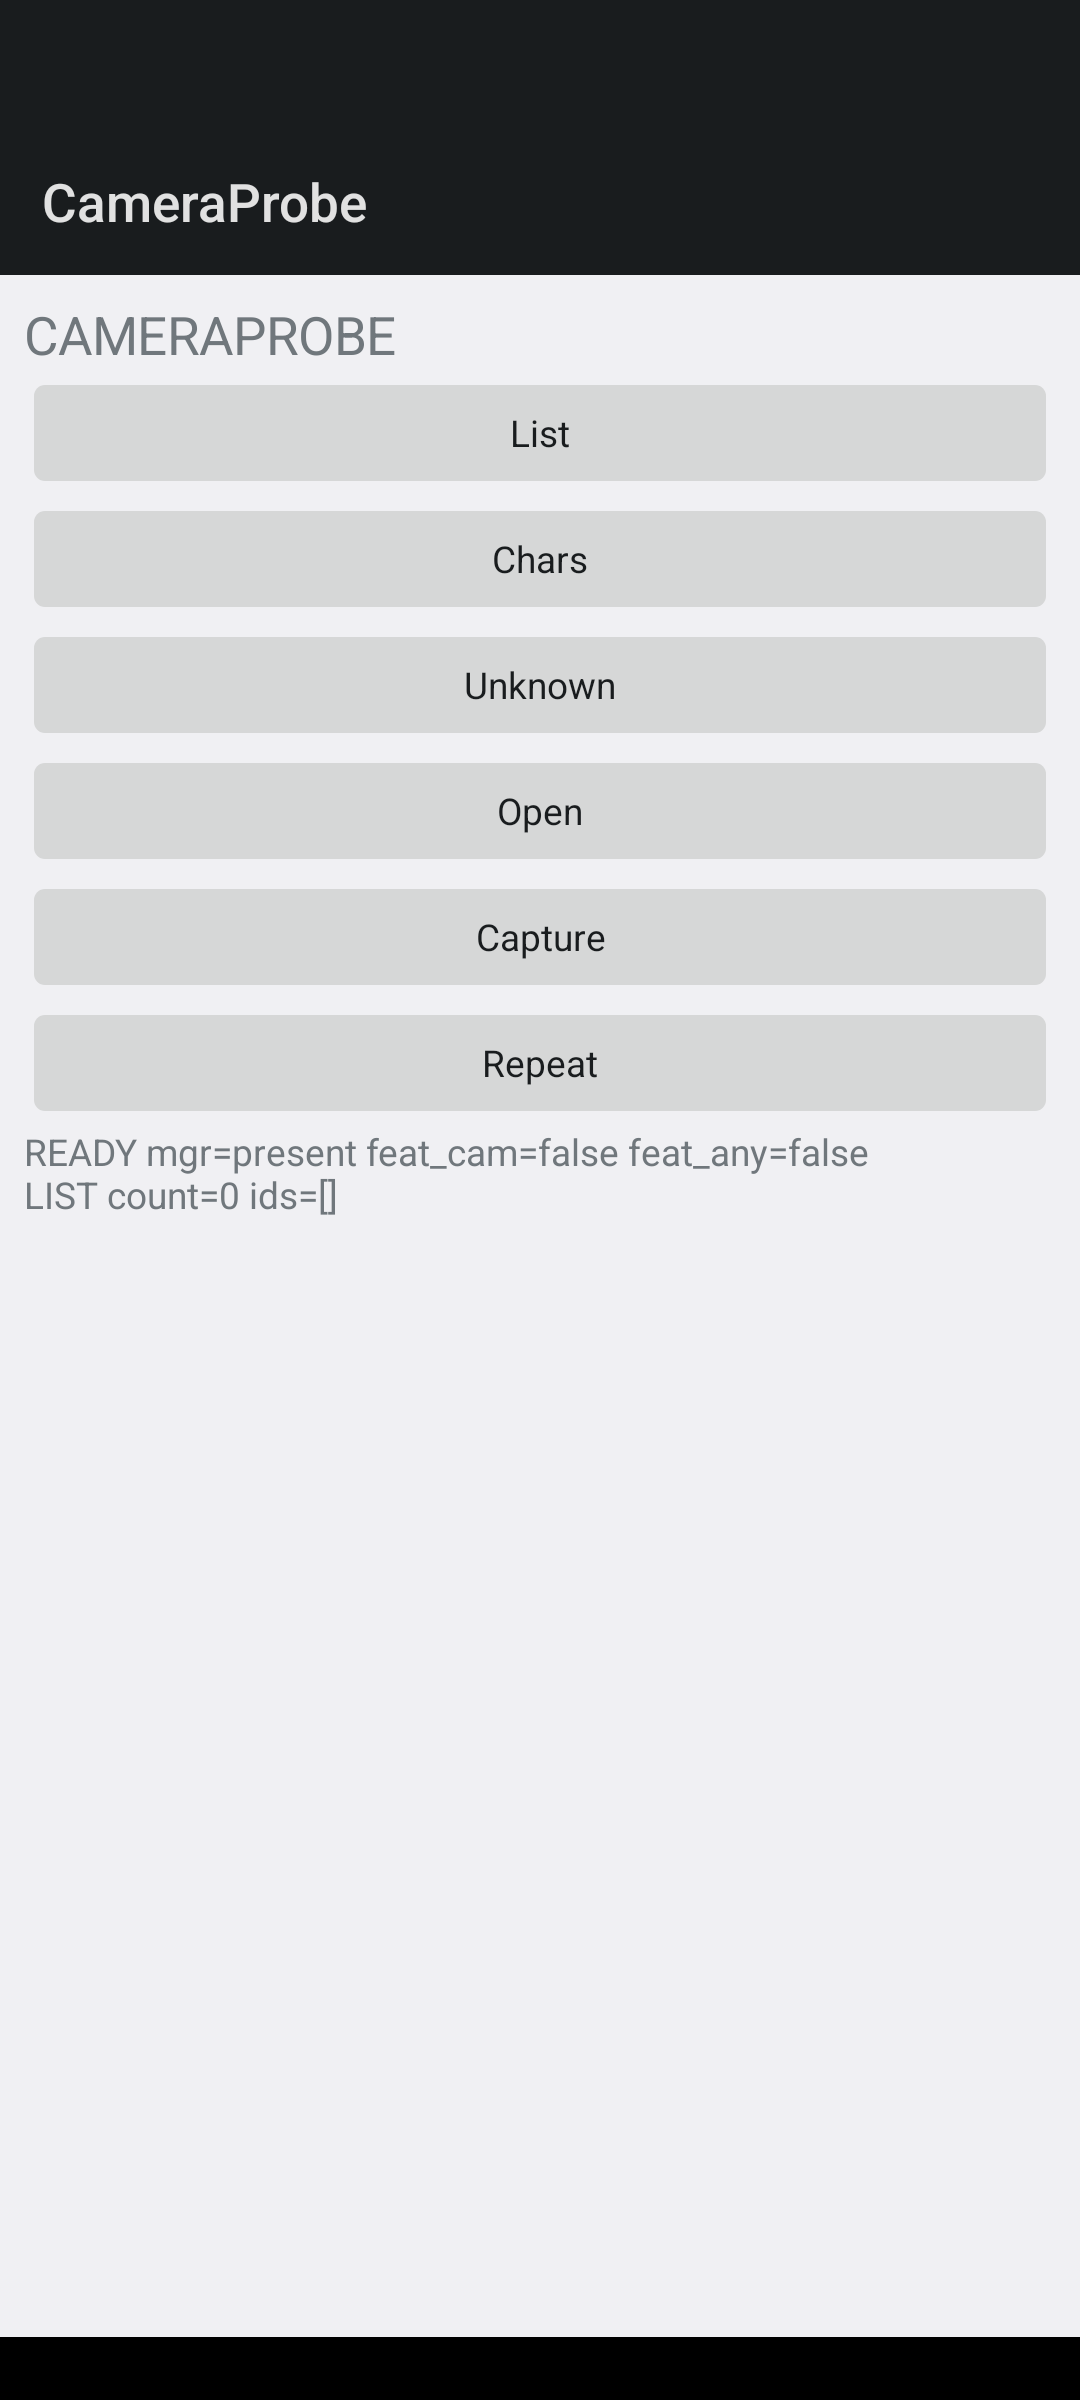 CameraProbe
CAMERAPROBE
List
Chars
Unknown
Open
Capture
Repeat
READY mgr=present feat_cam=false feat_any=false
LIST count=0 ids=[]